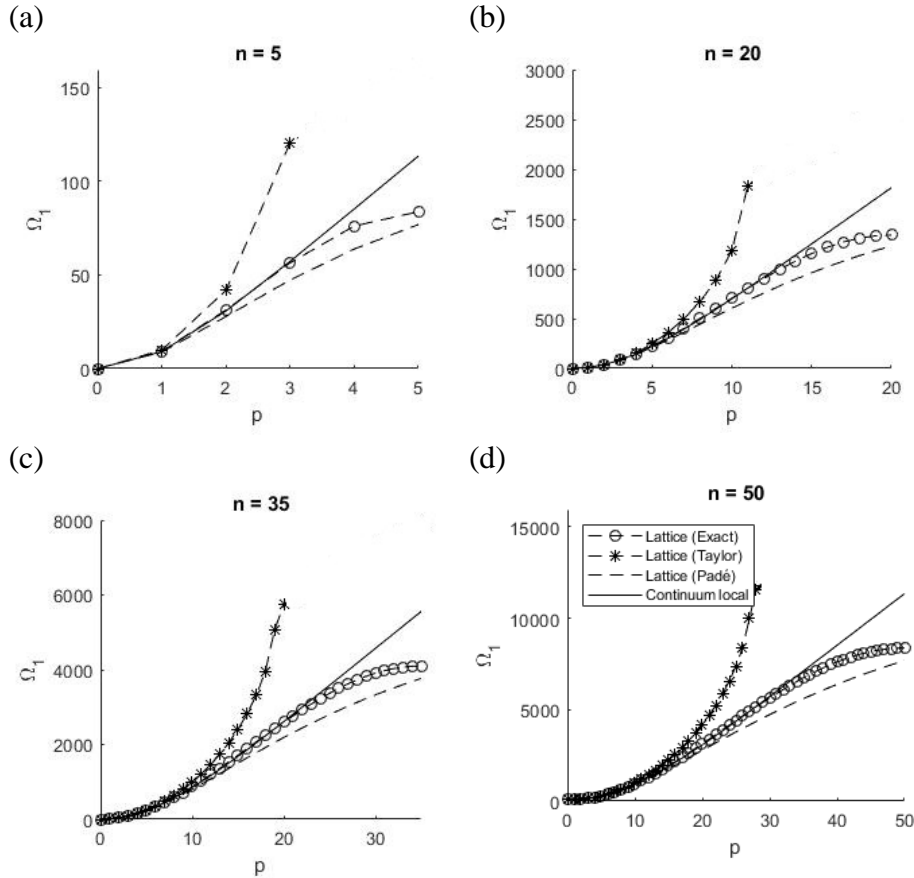 (a)
n = 5
150
100
50
0
Ω1
0 1 2 3 4 5
p
(b)
n = 20
3000
2500
2000
1500
1000
500
0
Ω1
0 5 10 15 20
p
(c)
n = 35
8000
6000
4000
2000
0
Ω1
0 10 20 30
p
(d)
n = 50
15000
10000
5000
0
Ω1
Lattice (Exact)
Lattice (Taylor)
Lattice (Padé)
Continuum local
0 10 20 30 40 50
p